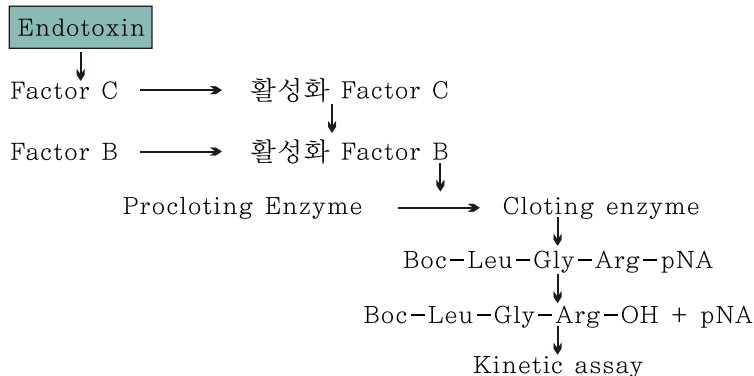 Endotoxin
Factor C 활성화 Factor C
Factor B 활성화 Factor B
Procloting Enzyme Cloting enzyme
Boc-Leu-Gly-Arg-pNA
Boc-Leu-Gly-Arg-OH + pNA
Kinetic assay